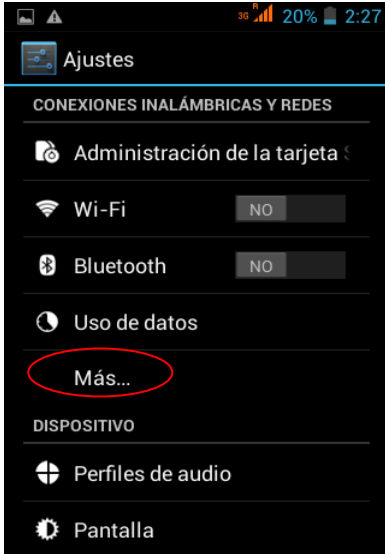 3G R 20% 2:27
Ajustes
CONEXIONES INALÁMBRICAS Y REDES
Administración de la tarjeta
Wi-Fi NO
Bluetooth NO
Uso de datos
Más...
DISPOSITIVO
Perfiles de audio
Pantalla